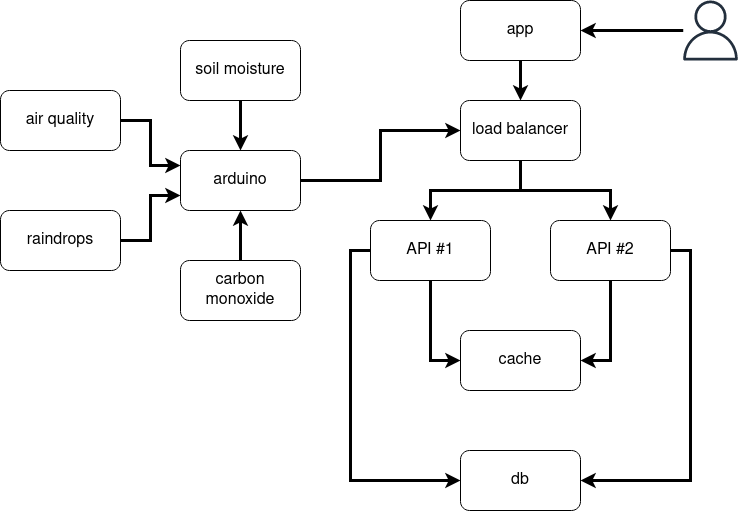 app
soil moisture
air quality
load balancer
arduino
raindrops
API #1
API #2
carbon
monoxide
cache
db